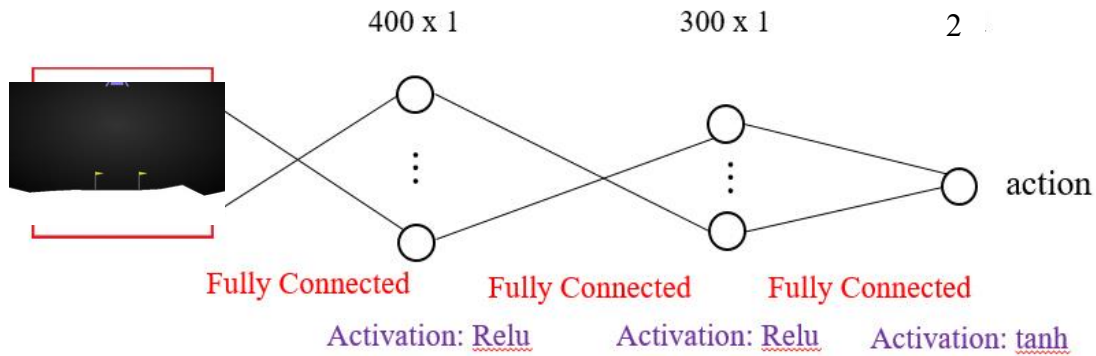 400 x 1
300 x 1
2
action
Fully Connected
Fully Connected
Fully Connected
Activation: Relu
Activation: Relu
Activation: tanh